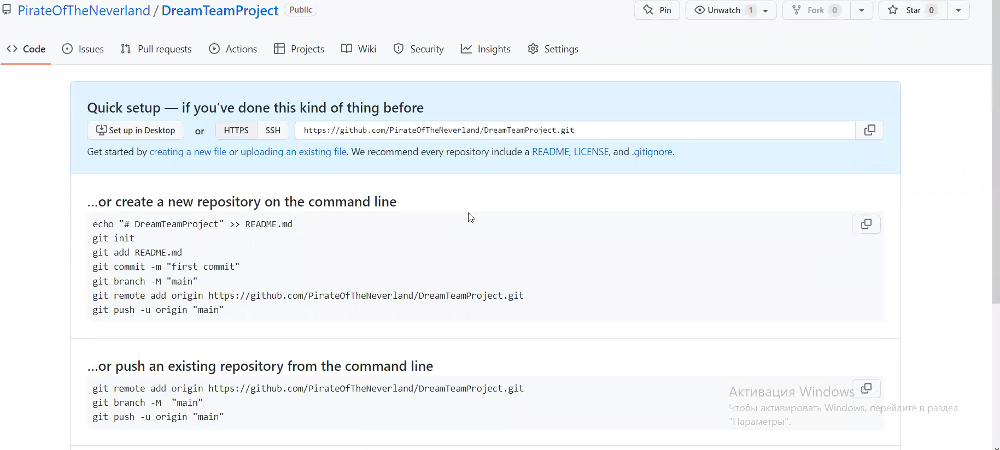 PirateOfTheNeverland / DreamTeamProject Public
Pin Unwatch 1 Fork 0 Star 0
Code Issues Pull requests Actions Projects Wiki Security Insights Settings
Quick setup — if you’ve done this kind of thing before
Set up in Desktop or HTTPS SSH https://github.com/PirateOfTheNeverland/DreamTeamProject.git
Get started by creating a new file or uploading an existing file. We recommend every repository include a README, LICENSE, and .gitignore.
…or create a new repository on the command line
echo "# DreamTeamProject" >> README.md
git init
git add README.md
git commit -m "first commit"
git branch -M "main"
git remote add origin https://github.com/PirateOfTheNeverland/DreamTeamProject.git
git push -u origin "main"
…or push an existing repository from the command line
git remote add origin https://github.com/PirateOfTheNeverland/DreamTeamProject.git
git branch -M "main"
git push -u origin "main"
Активация Windows
Чтобы активировать Windows, перейдите в раздел
"Параметры".